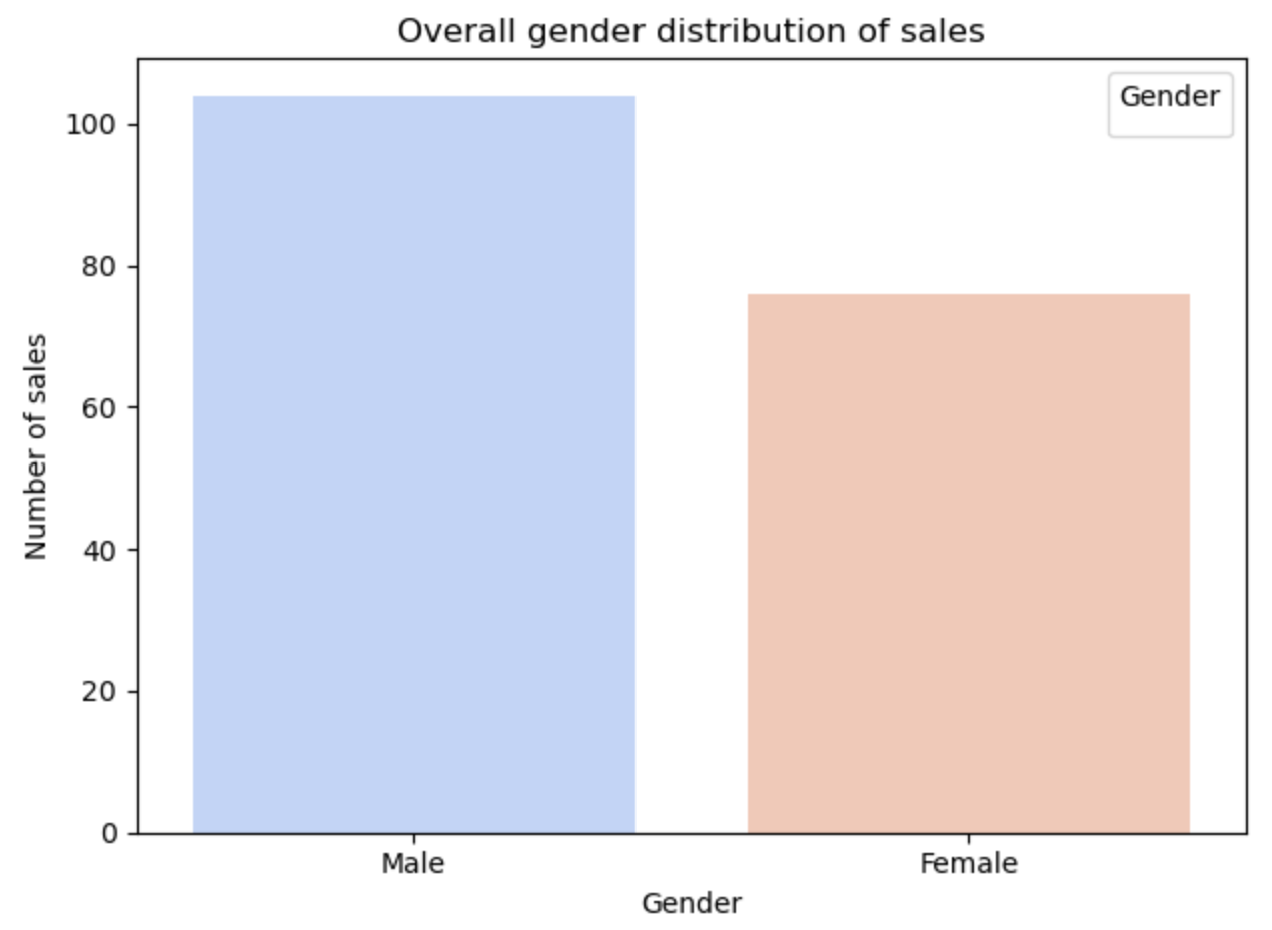 Overall gender distribution of sales
Gender
100
80
60
40
20
0
Number of sales
Male Female
Gender